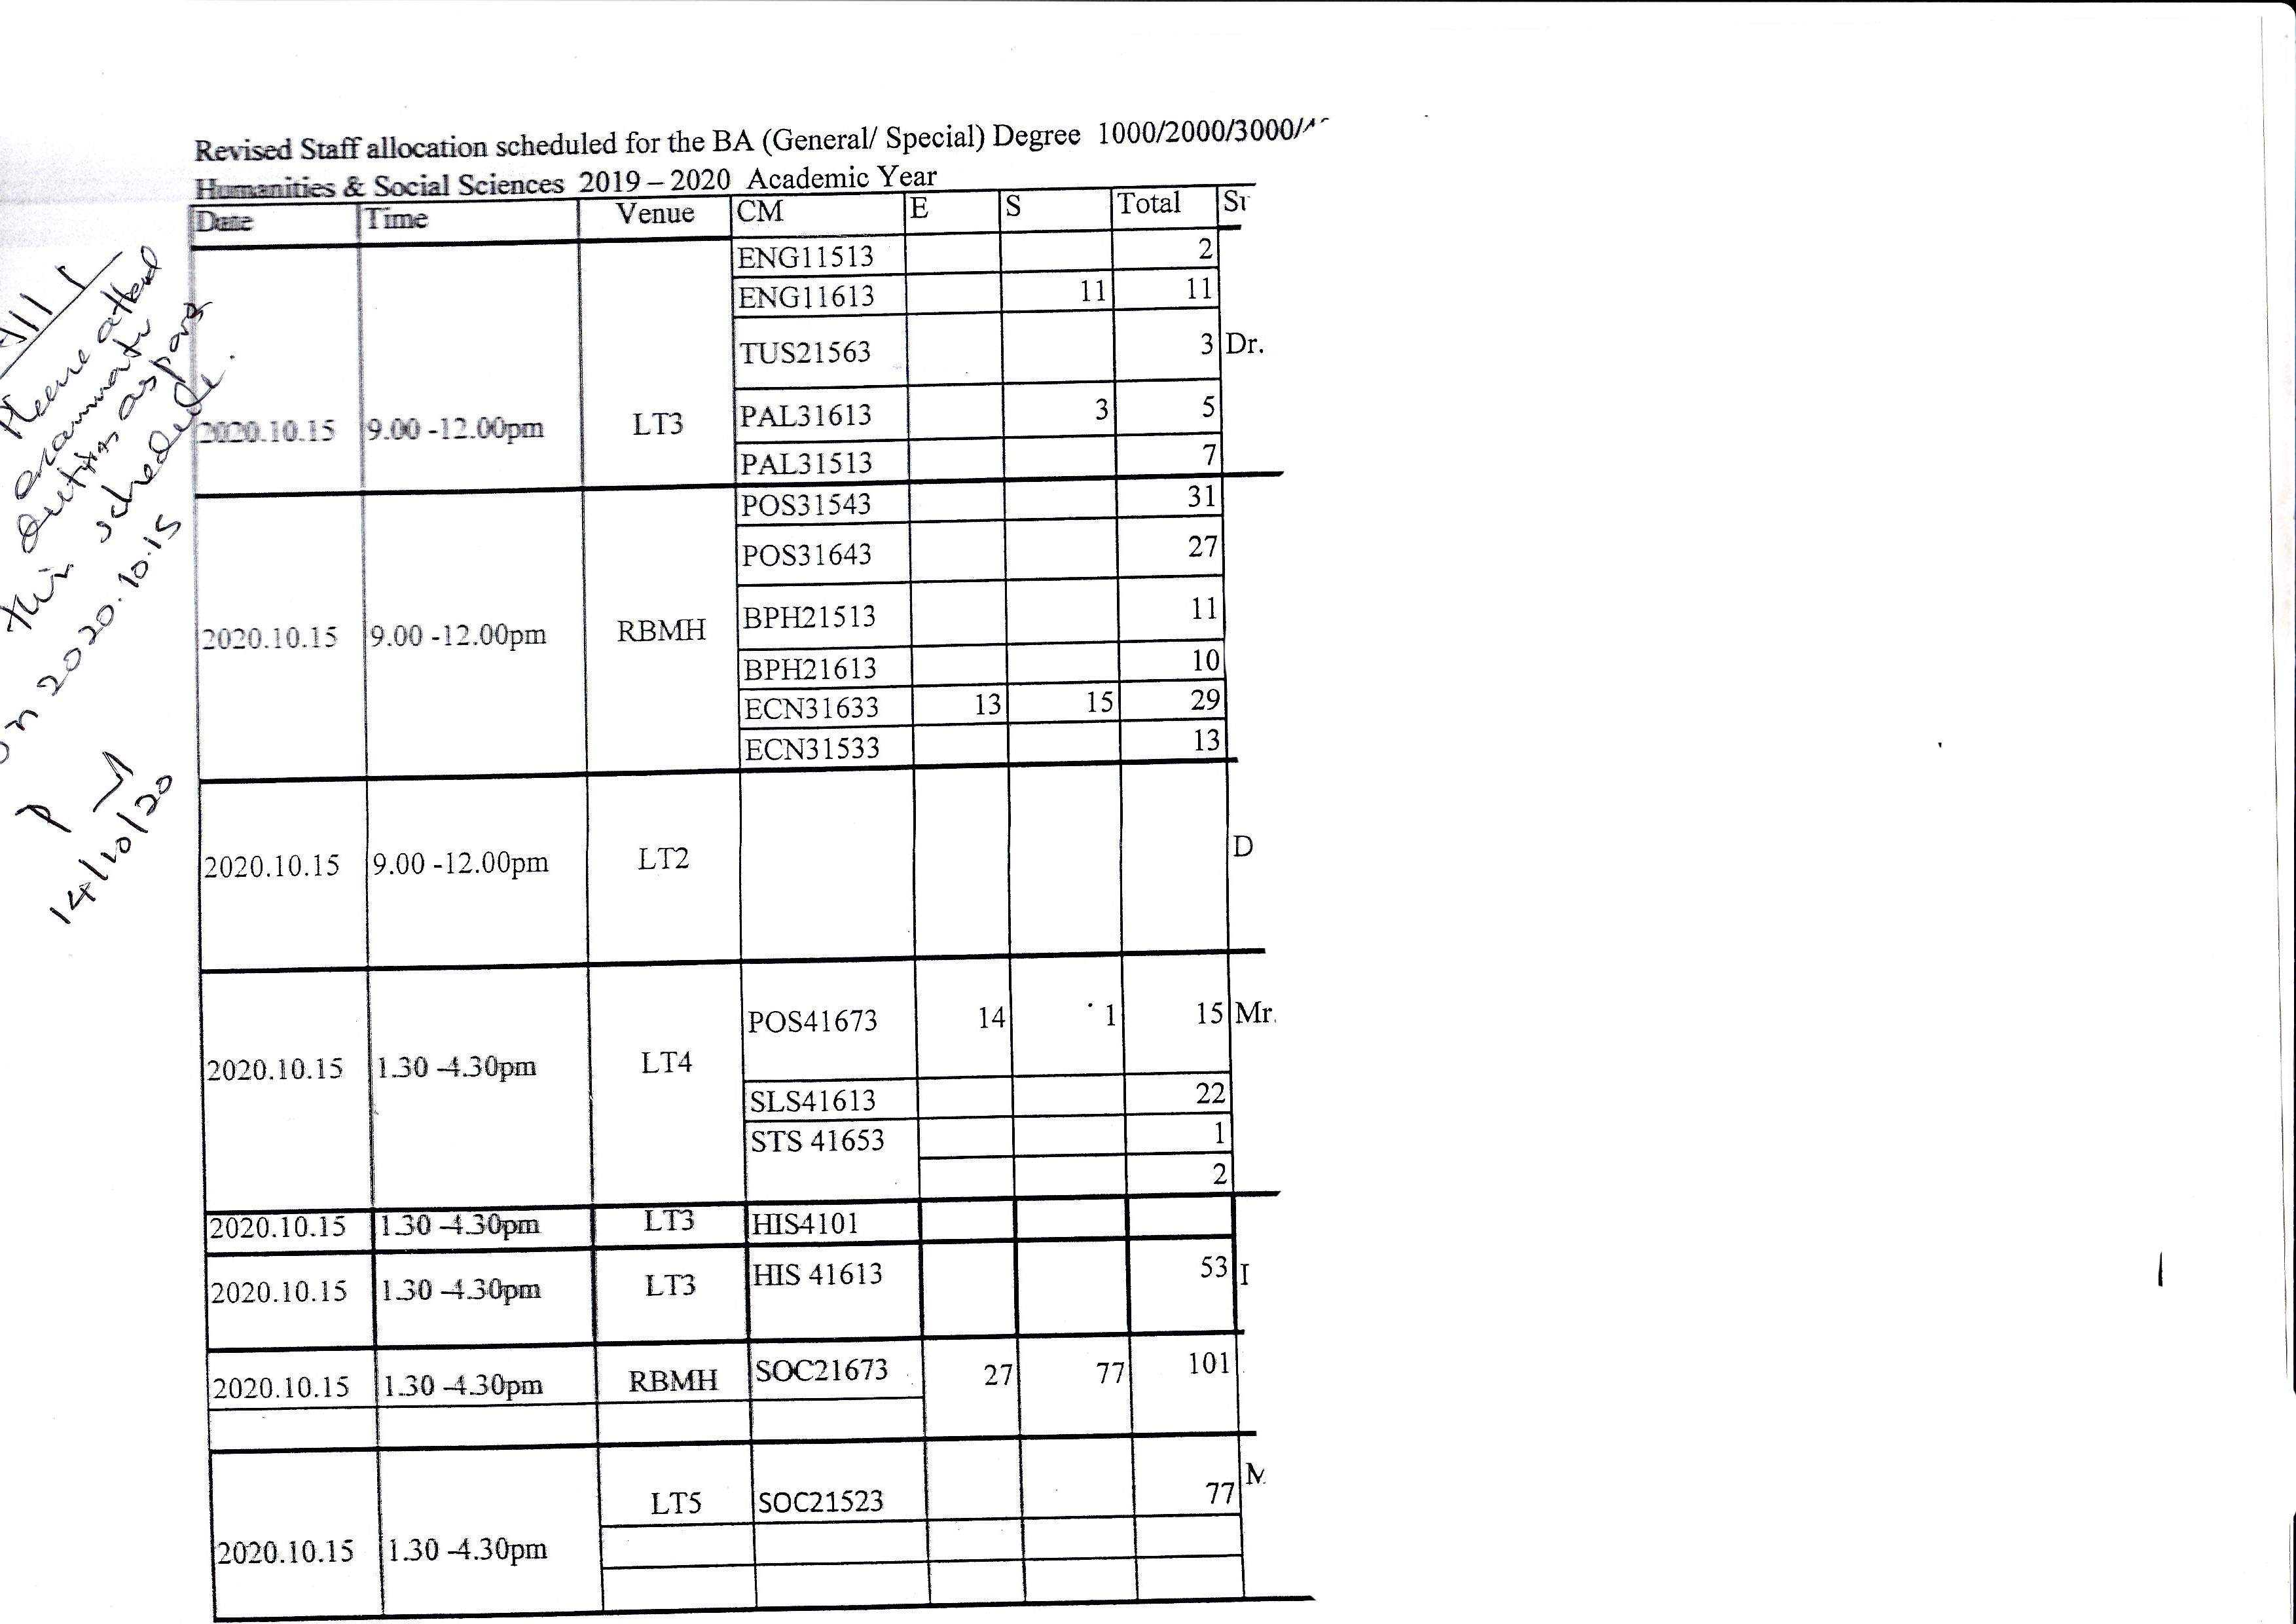 Revised Staff allocation scheduled for the BA (General/ Special) Degree 1000/2000/3000/
Humanities & Social Sciences 2019 – 2020 Academic Year
Date Time Venue CM E S Total
2020.10.15 9.00 -12.00pm LT3
ENG11513 2
ENG11613 11 11
TUS21563 3 Dr.
PAL31613 3 5
PAL31513 7
2020.10.15 9.00 -12.00pm RBMH
POS31543 31
POS31643 27
BPH21513 11
BPH21613 10
ECN31633 13 15 29
ECN31533 13
2020.10.15 9.00 -12.00pm LT2 D
2020.10.15 1.30 -4.30pm LT4
POS41673 14 1 15 Mr.
SLS41613 22
STS 41653 1
2
2020.10.15 1.30 -4.30pm LT3 HIS4101
2020.10.15 1.30 -4.30pm LT3 HIS 41613 53
2020.10.15 1.30 -4.30pm RBMH SOC21673 27 77 101
LT5 SOC21523 77 M
2020.10.15 1.30 -4.30pm
All
Please attend
duties as per
this schedule.
on 2020.10.15
14/10/20